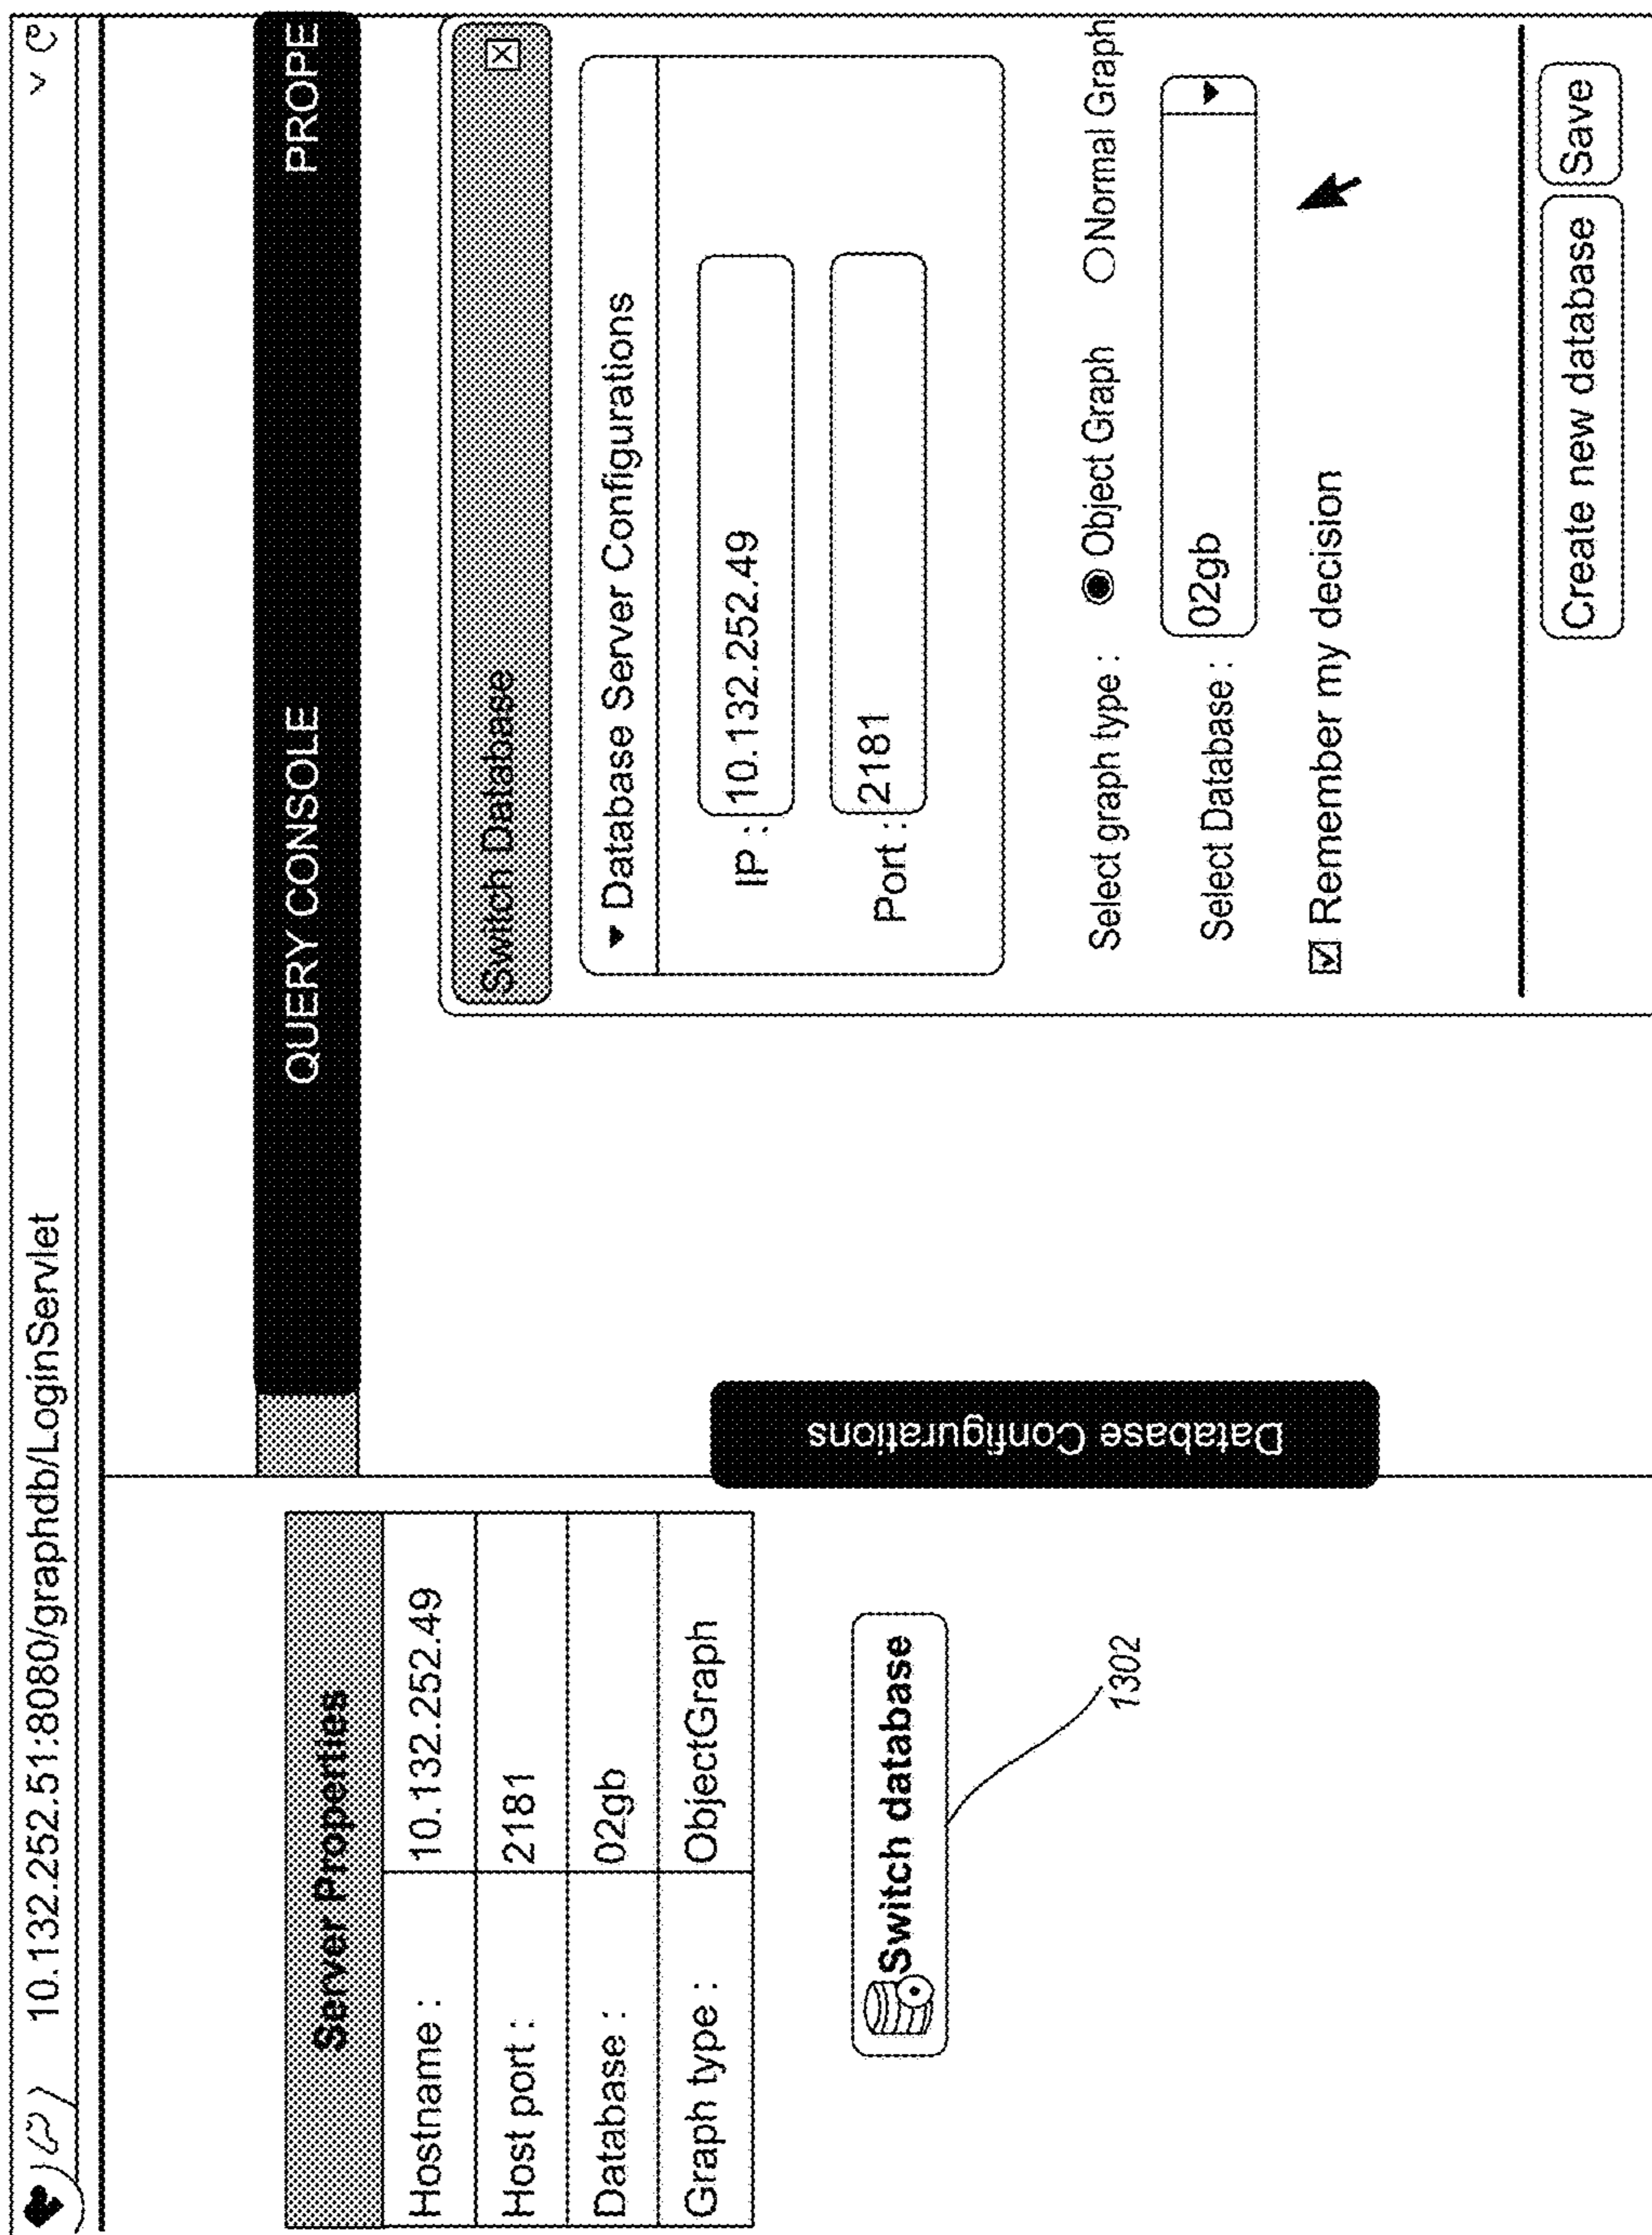 10.132.252.51:8080/graphdb/LoginServlet
QUERY CONSOLE PROPE
Server Properties
Hostname : 10.132.252.49
Host port : 2181
Database : 02gb
Graph type : ObjectGraph
Switch database
1302
Database Configurations
Switch Database
Database Server Configurations
IP : 10.132.252.49
Port : 2181
Select graph type : Object Graph Normal Graph
Select Database : 02gb
Remember my decision
Create new database Save